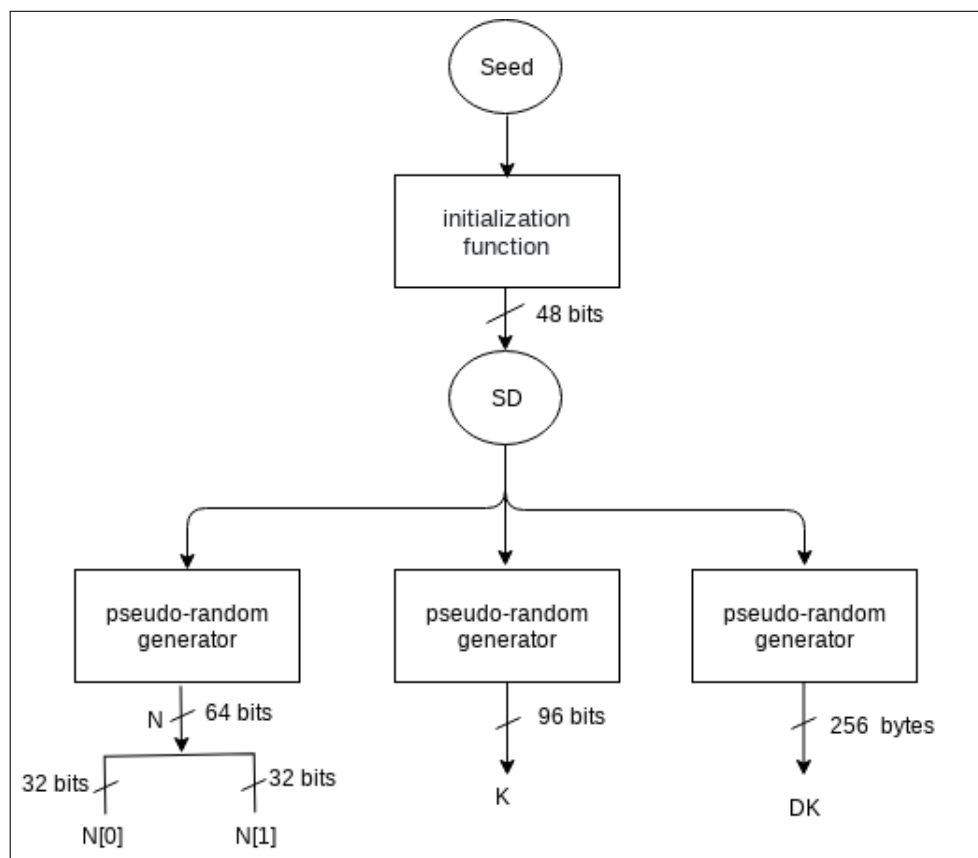 Seed
initialization
function
48 bits
SD
pseudo-random
generator
pseudo-random
generator
pseudo-random
generator
N
64 bits
96 bits
256 bytes
32 bits
32 bits
K
DK
N[0]
N[1]